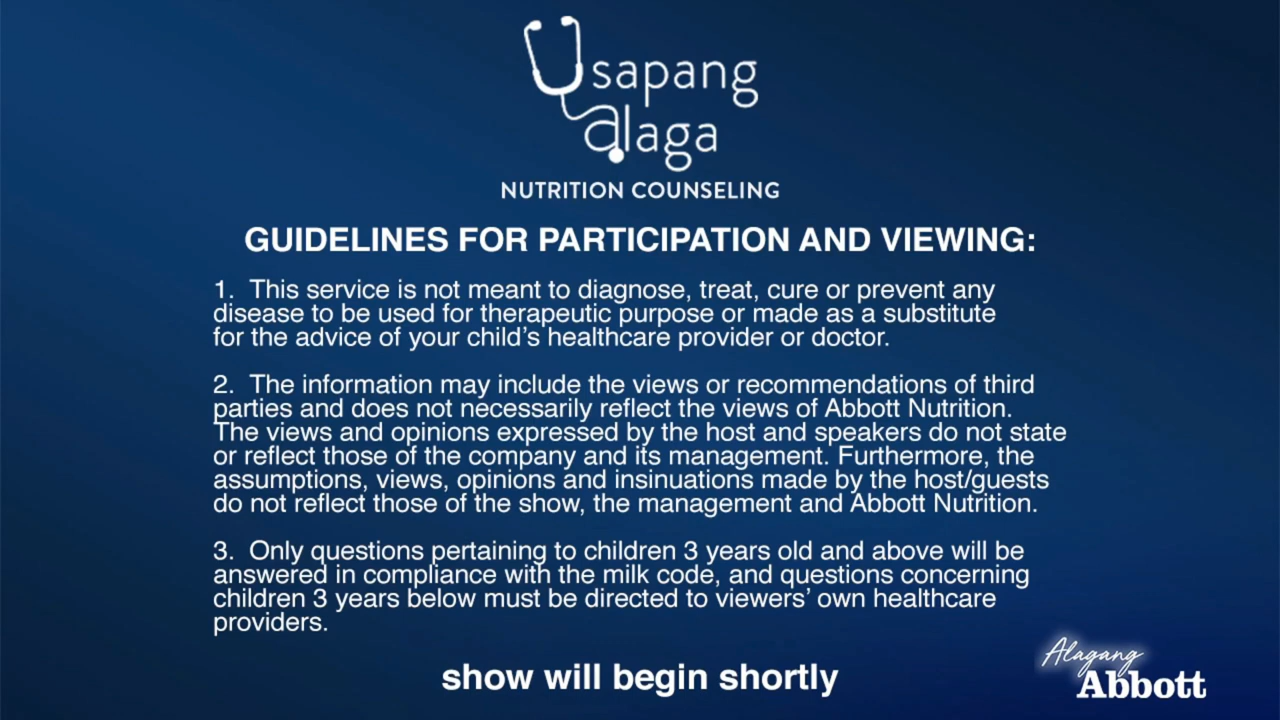 Usapang
alaga
NUTRITION COUNSELING
GUIDELINES FOR PARTICIPATION AND VIEWING:
1. This service is not meant to diagnose, treat, cure or prevent any
disease to be used for therapeutic purpose or made as a substitute
for the advice of your child's healthcare provider or doctor.
2. The information may include the views or recommendations of third
parties and does not necessarily reflect the views of Abbott Nutrition.
The views and opinions expressed by the host and speakers do not state
or reflect those of the company and its management. Furthermore, the
assumptions, views, opinions and insinuations made by the host/guests
do not reflect those of the show, the management and Abbott Nutrition.
3. Only questions pertaining to children 3 years old and above will be
answered in compliance with the milk code, and questions concerning
children 3 years below must be directed to viewers' own healthcare
providers.
show will begin shortly
Alagang
Abbott